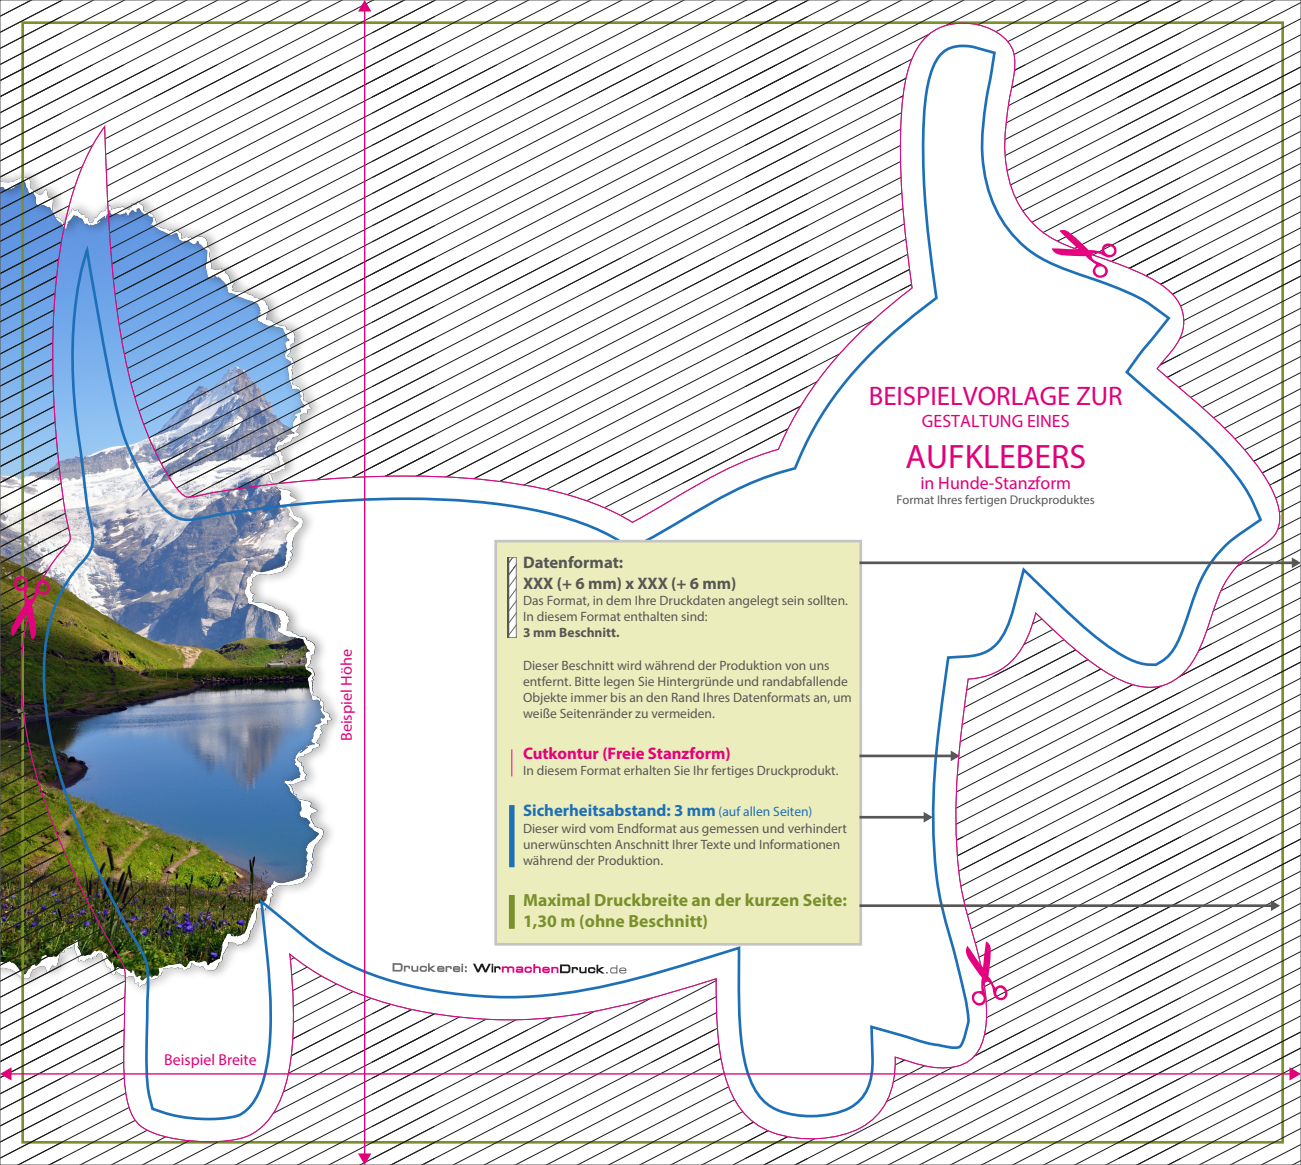 BEISPIELVORLAGE ZUR
GESTALTUNG EINES
AUFKLEBERS
in Hunde-Stanzform
Format Ihres fertigen Druckproduktes
Datenformat:
XXX (+ 6 mm) x XXX (+ 6 mm)
Das Format, in dem Ihre Druckdaten angelegt sein sollten.
In diesem Format enthalten sind:
3 mm Beschnitt.
Dieser Beschnitt wird während der Produktion von uns
entfernt. Bitte legen Sie Hintergründe und randabfallende
Objekte immer bis an den Rand Ihres Datenformats an, um
weiße Seitenränder zu vermeiden.
Cutkontur (Freie Stanzform)
In diesem Format erhalten Sie Ihr fertiges Druckprodukt.
Sicherheitsabstand: 3 mm (auf allen Seiten)
Dieser wird vom Endformat aus gemessen und verhindert
unerwünschten Anschnitt Ihrer Texte und Informationen
während der Produktion.
Maximal Druckbreite an der kurzen Seite:
1,30 m (ohne Beschnitt)
Beispiel Höhe
Druckerei: WirmachenDruck.de
Beispiel Breite